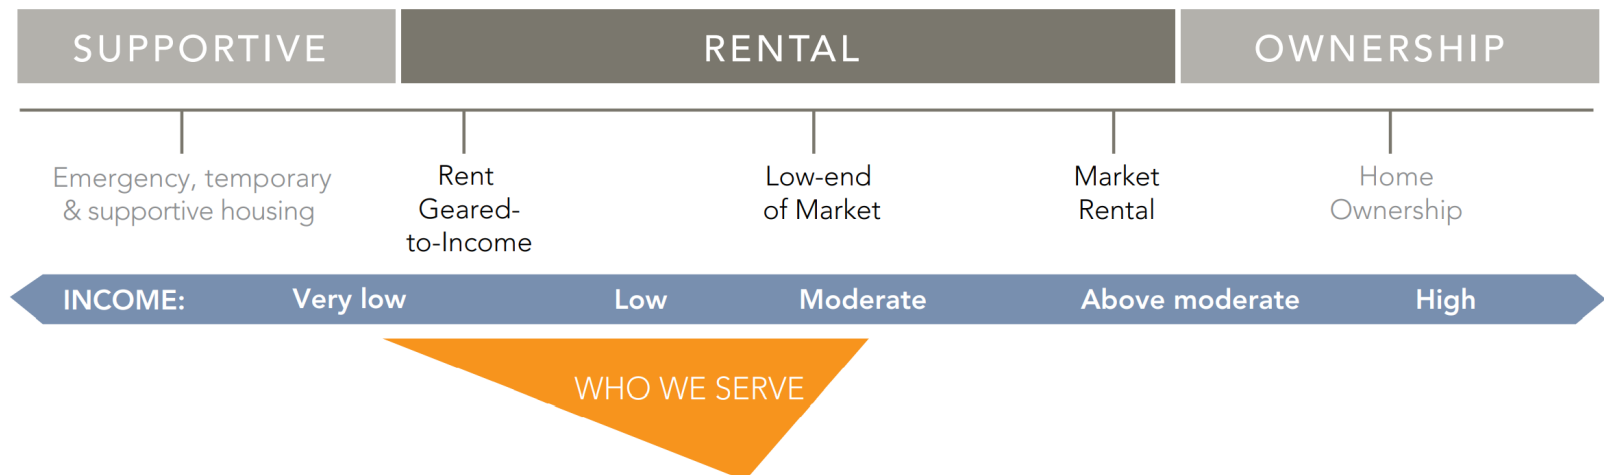 SUPPORTIVE
RENTAL
OWNERSHIP
Emergency, temporary
& supportive housing
Rent
Geared-
to-Income
Low-end
of Market
Market
Rental
Home
Ownership
INCOME:
Very low
Low
Moderate
Above moderate
High
WHO WE SERVE